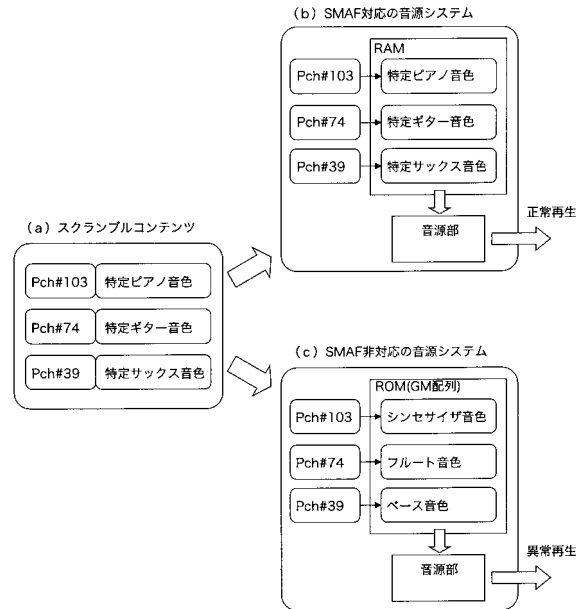 (b) SMAF対応の音源システム
RAM
Pch#103
特定ピアノ音色
Pch#74
特定ギター音色
Pch#39
特定サックス音色
音源部
正常再生
(a) スクランブルコンテンツ
Pch#103
特定ピアノ音色
Pch#74
特定ギター音色
Pch#39
特定サックス音色
(c) SMAF非対応の音源システム
ROM(GM配列)
Pch#103
シンセサイザ音色
Pch#74
フルート音色
Pch#39
ベース音色
音源部
異常再生